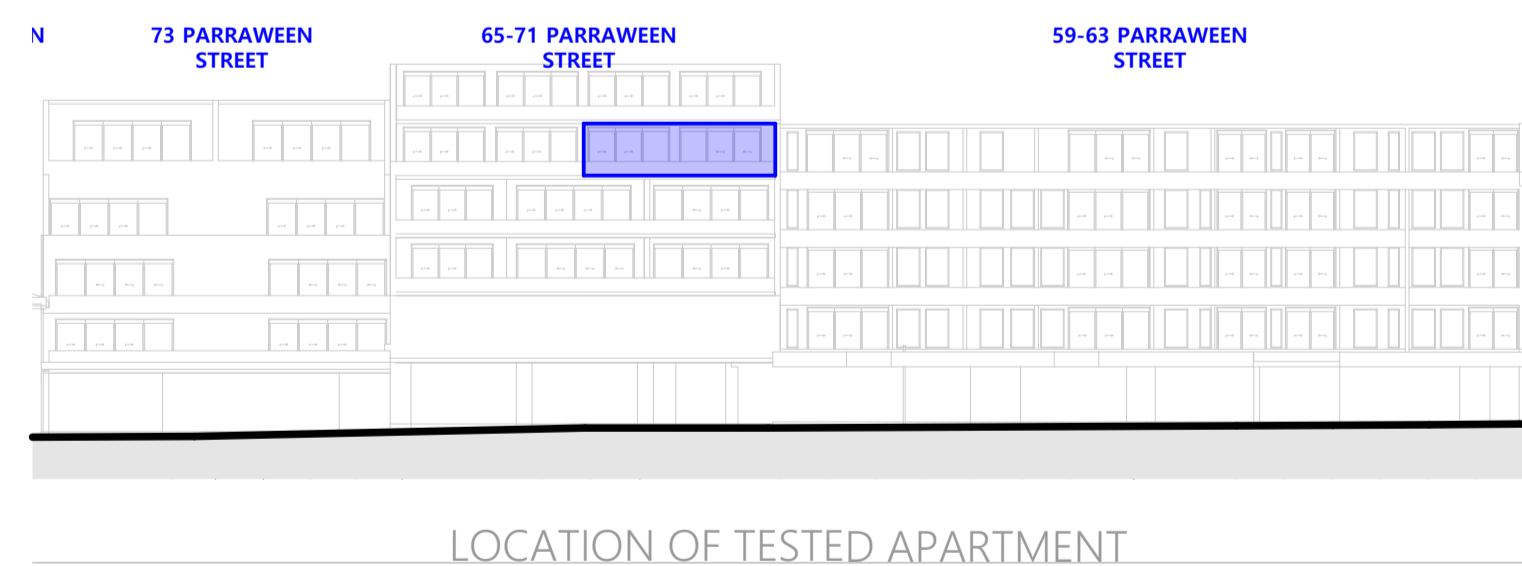 N
73 PARRAWEEN
STREET
65-71 PARRAWEEN
STREET
59-63 PARRAWEEN
STREET
LOCATION OF TESTED APARTMENT